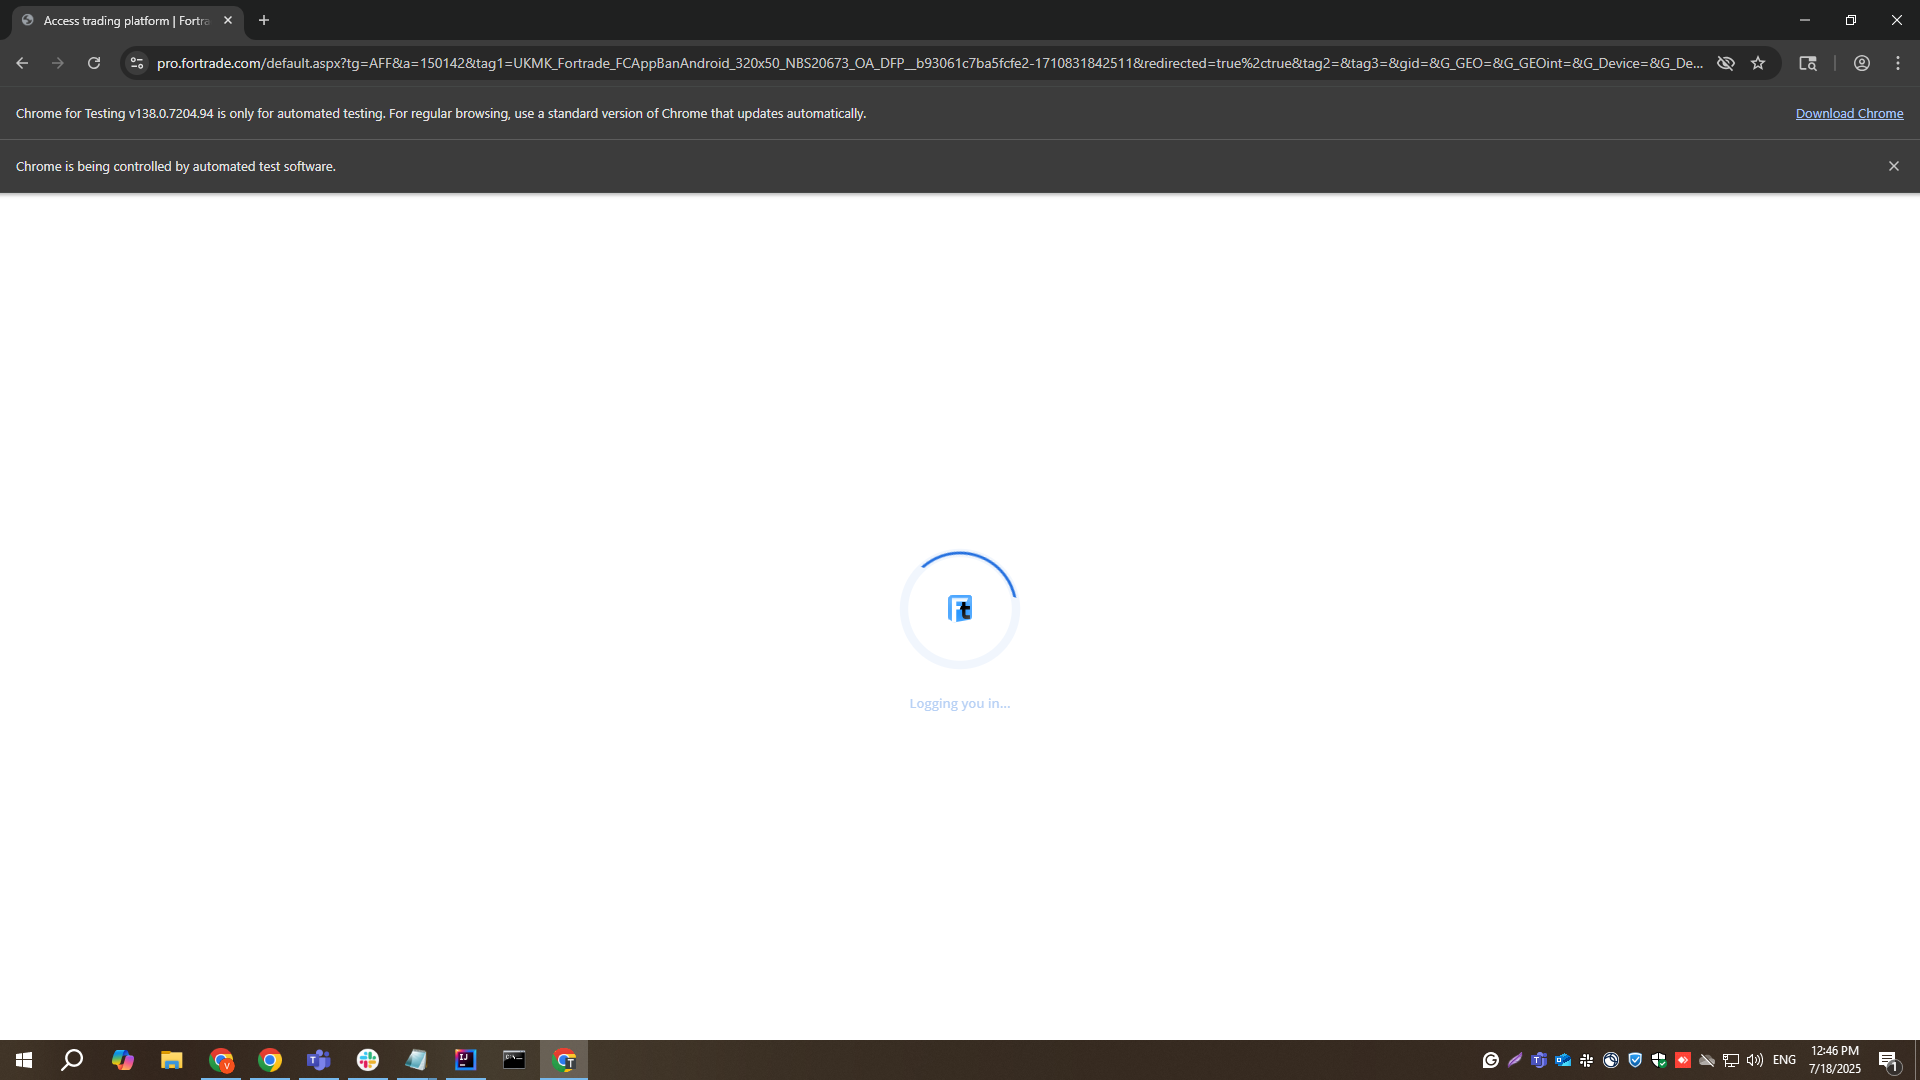 Access trading platform | Fortra
pro.fortrade.com/default.aspx?tg=AFF&a=150142&tag1=UKMK_Fortrade_FCAppBanAndroid_320x50_NBS20673_OA_DFP__b93061c7ba5fcfe2-1710831842511&redirected=true%2ctrue&tag2=&tag3=&gid=&G_GEO=&G_GEOint=&G_Device=&G_De...
Chrome for Testing v138.0.7204.94 is only for automated testing. For regular browsing, use a standard version of Chrome that updates automatically.
Download Chrome
Chrome is being controlled by automated test software.
Ft
Logging you in...
ENG
12:46 PM
7/18/2025
1